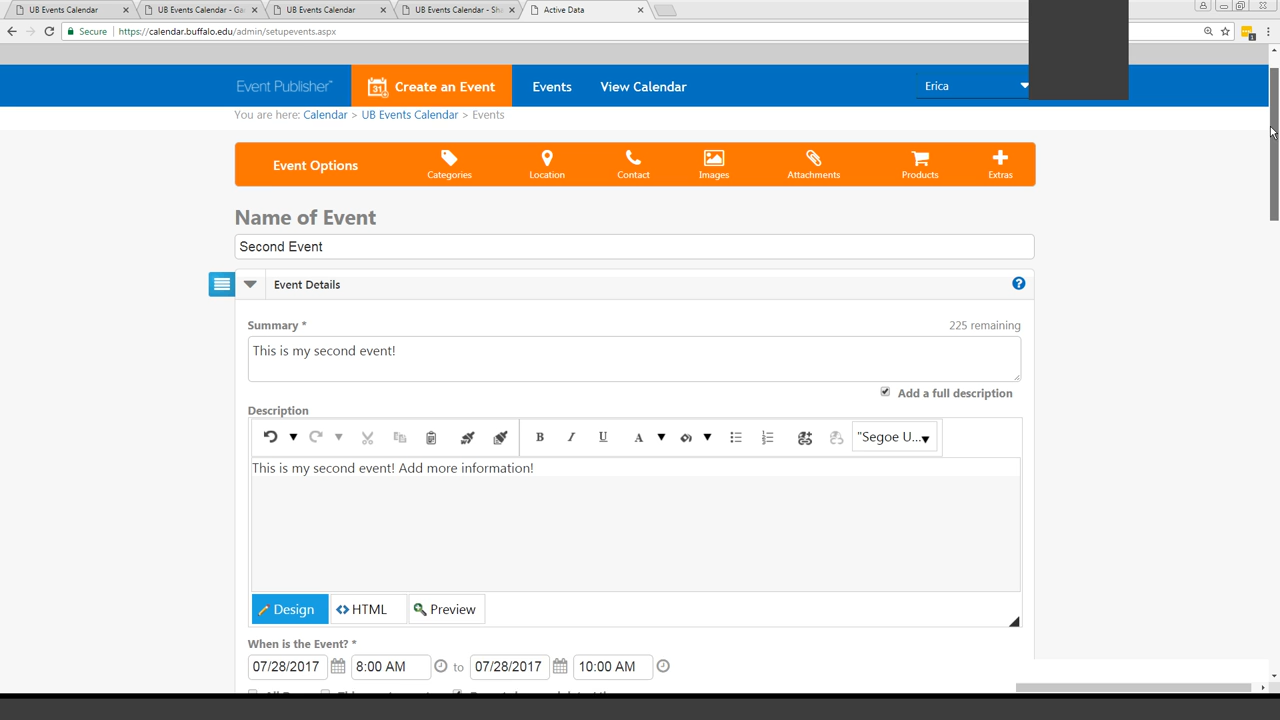 UB Events Calendar
UB Events Calendar - Ga
UB Events Calendar
UB Events Calendar - Sh
Active Data
Secure https://calendar.buffalo.edu/admin/setupevents.aspx
Event Publisher™ Create an Event Events View Calendar Erica
You are here: Calendar > UB Events Calendar > Events
Event Options Categories Location Contact Images Attachments Products Extras
Name of Event
Second Event
Event Details
Summary * 225 remaining
This is my second event!
Add a full description
Description
B I U A "Segoe U...
This is my second event! Add more information!
Design HTML Preview
When is the Event? *
07/28/2017 8:00 AM to 07/28/2017 10:00 AM